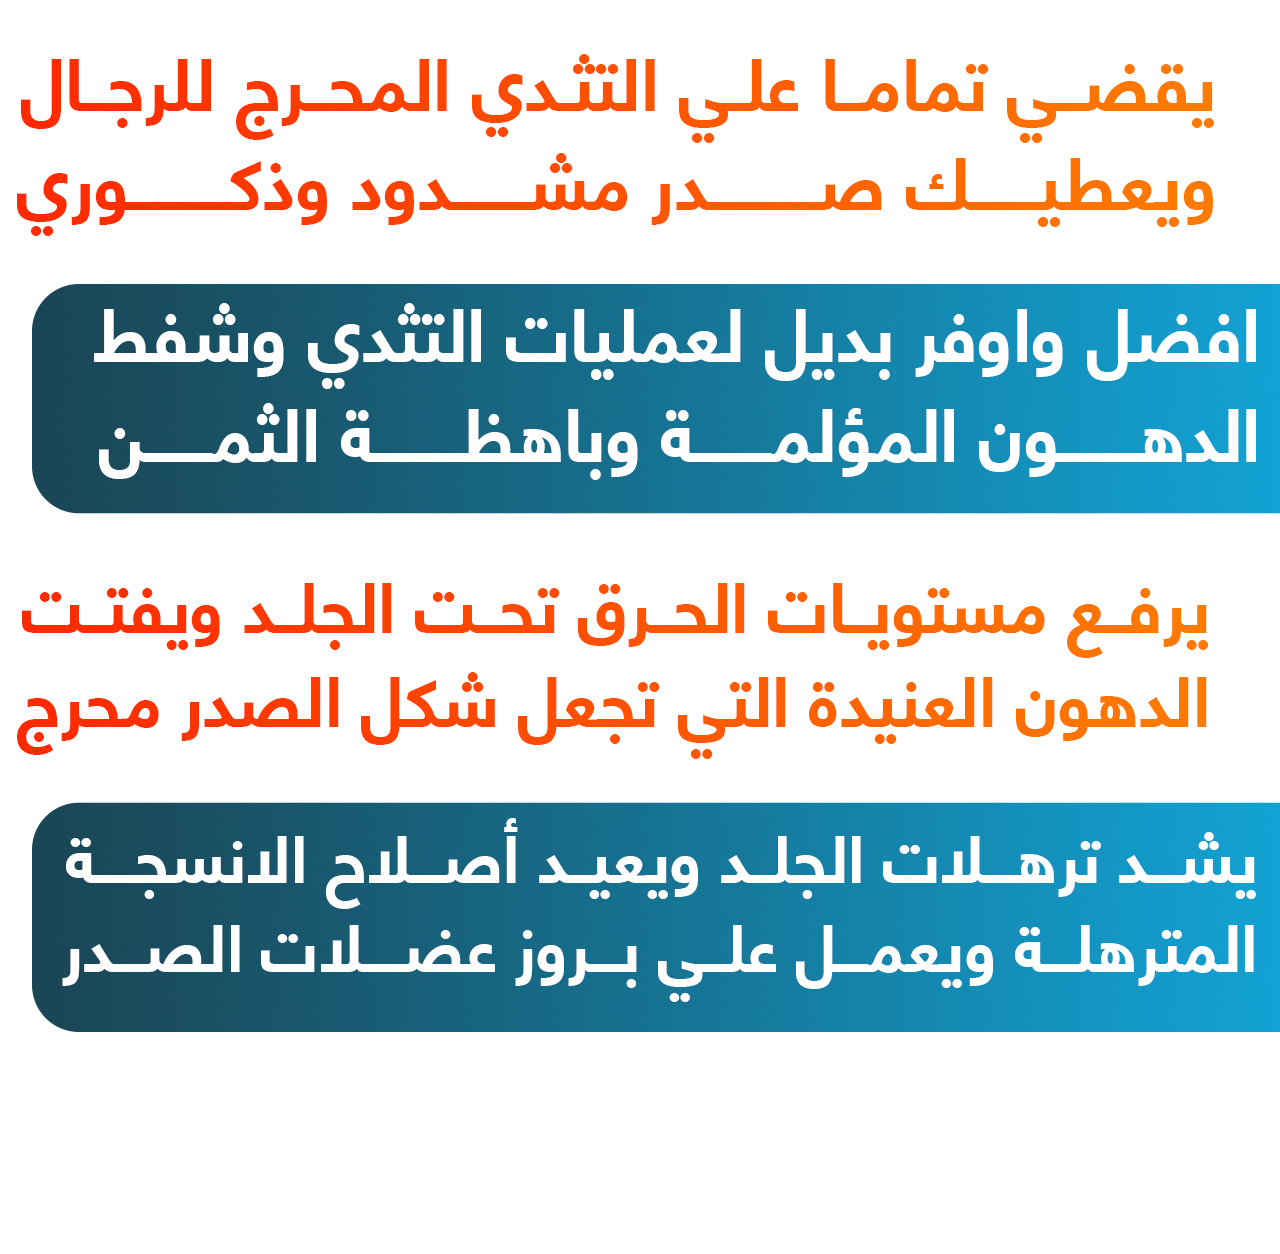 يقضي تماما علي التثدي المحرج للرجال
ويعطيك صدر مشدود وذكوري
افضل واوفر بديل لعمليات التثدي وشفط
الدهون المؤلمة وباهظة الثمن
يرفع مستويات الحرق تحت الجلد ويفتت
الدهون العنيدة التي تجعل شكل الصدر محرج
يشد ترهلات الجلد ويعيد أصلاح الانسجة
المترهلة ويعمل علي بروز عضلات الصدر